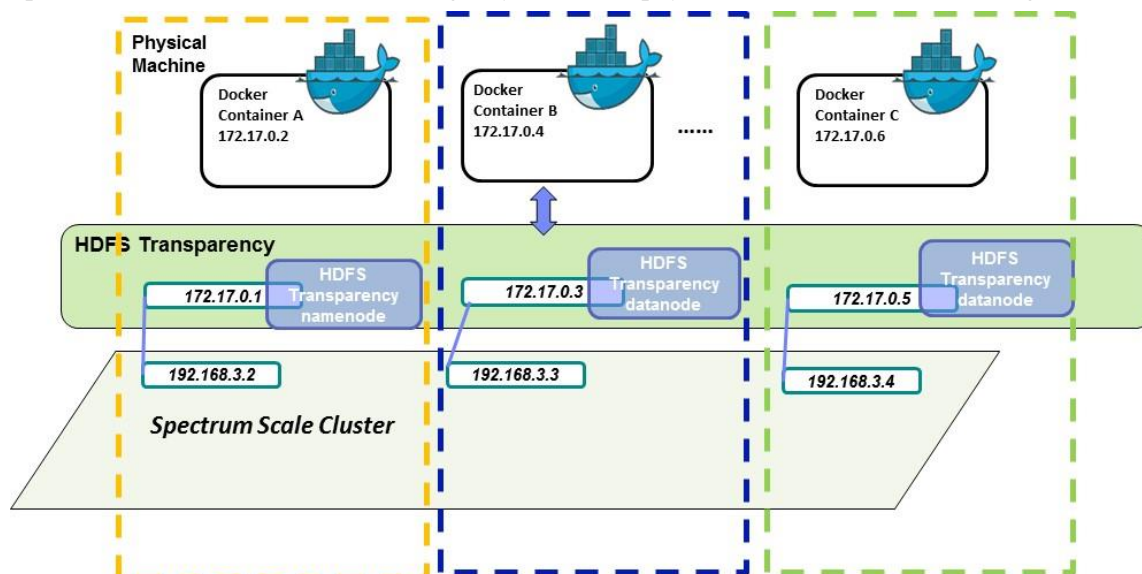 Physical
Machine
Docker
Container A
172.17.0.2
Docker
Container B
172.17.0.4
......
Docker
Container C
172.17.0.6
HDFS Transparency
172.17.0.1
HDFS
Transparency
namenode
172.17.0.3
HDFS
Transparency
datanode
172.17.0.5
HDFS
Transparency
datanode
192.168.3.2
192.168.3.3
192.168.3.4
Spectrum Scale Cluster